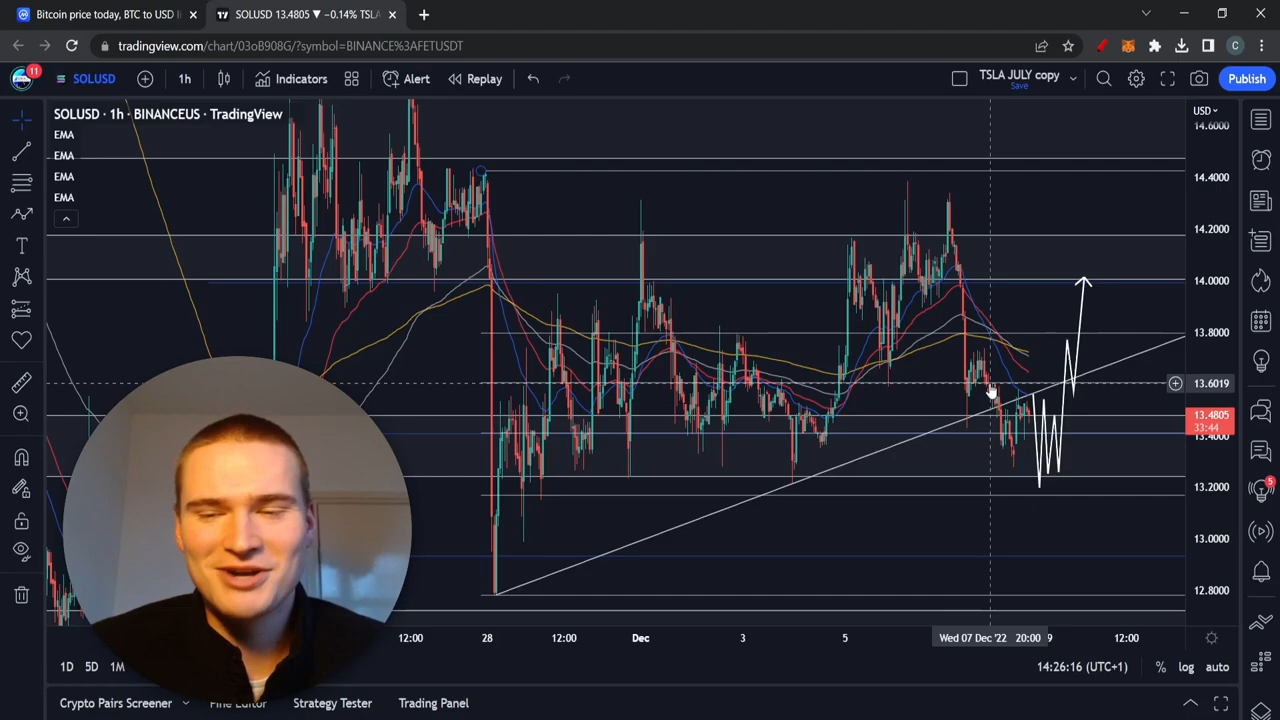 Bitcoin price today, BTC to USD l
SOLUSD 13.4805 ▼ −0.14% TSLA
tradingview.com/chart/03oB908G/?symbol=BINANCE%3AFETUSDT
C
11
SOLUSD
1h
Indicators
Alert
Replay
TSLA JULY copy
Save
Publish
SOLUSD · 1h · BINANCEUS · TradingView
EMA
EMA
EMA
EMA
USD
14.6000
14.4000
14.2000
14.0000
13.8000
13.6019
13.4805
33:44
13.4000
13.2000
13.0000
12.8000
5
12:00
28
12:00
Dec
3
5
Wed 07 Dec '22 20:00
9
12:00
1D
5D
1M
14:26:16 (UTC+1)
%
log
auto
Crypto Pairs Screener
Pine Editor
Strategy Tester
Trading Panel